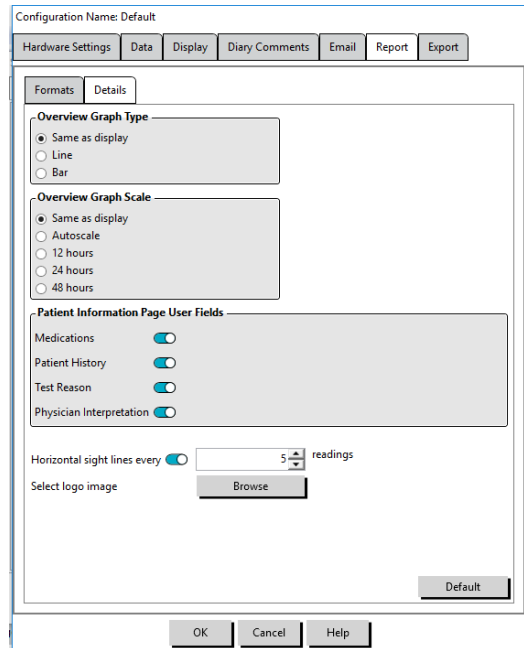 Configuration Name: Default
Hardware Settings Data Display Diary Comments Email Report Export
Formats Details
Overview Graph Type
Same as display
Line
Bar
Overview Graph Scale
Same as display
Autoscale
12 hours
24 hours
48 hours
Patient Information Page User Fields
Medications
Patient History
Test Reason
Physician Interpretation
Horizontal sight lines every 5 readings
Select logo image Browse
Default
OK Cancel Help